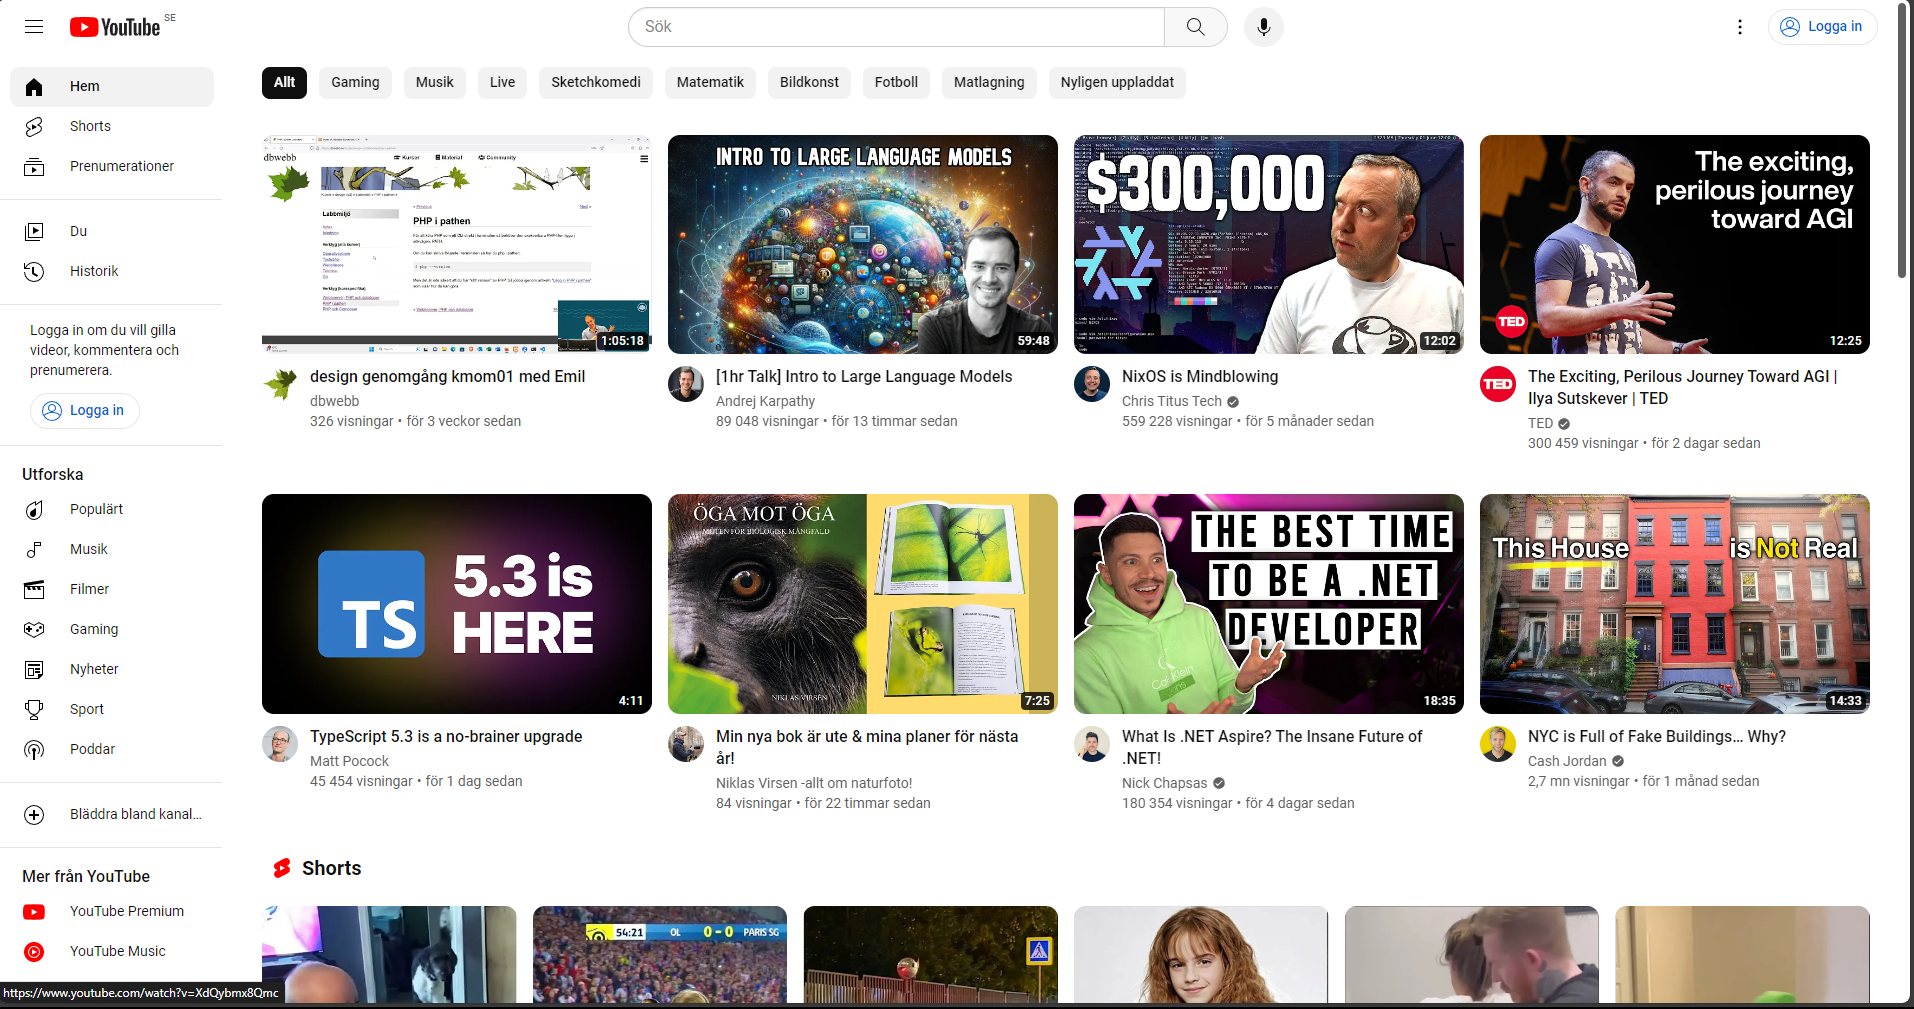 YouTube SE
Sök
Logga in
Hem
Shorts
Prenumerationer
Du
Historik
Logga in om du vill gilla
videor, kommentera och
prenumerera.
Logga in
Utforska
Populärt
Musik
Filmer
Gaming
Nyheter
Sport
Poddar
Bläddra bland kanal...
Mer från YouTube
YouTube Premium
YouTube Music
https://www.youtube.com/watch?v=XdQybmx8Qmc
Allt Gaming Musik Live Sketchkomedi Matematik Bildkonst Fotboll Matlagning Nyligen uppladdat
dbwebb
Kurser Material Community
Labbmiljö
PHP i pathen
1:05:18
design genomgång kmom01 med Emil
dbwebb
326 visningar • för 3 veckor sedan
INTRO TO LARGE LANGUAGE MODELS
59:48
[1hr Talk] Intro to Large Language Models
Andrej Karpathy
89 048 visningar • för 13 timmar sedan
$300,000
12:02
NixOS is Mindblowing
Chris Titus Tech
559 228 visningar • för 5 månader sedan
The exciting,
perilous journey
toward AGI
TED
12:25
TED
The Exciting, Perilous Journey Toward AGI |
Ilya Sutskever | TED
TED
300 459 visningar • för 2 dagar sedan
TS
5.3 is
HERE
4:11
TypeScript 5.3 is a no-brainer upgrade
Matt Pocock
45 454 visningar • för 1 dag sedan
ÖGA MOT ÖGA
MÖTEN FÖR BIOLOGISK MÅNGFALD
NIKLAS VIRSEN
7:25
Min nya bok är ute & mina planer för nästa
år!
Niklas Virsen -allt om naturfoto!
84 visningar • för 22 timmar sedan
THE BEST TIME
TO BE A .NET
DEVELOPER
18:35
What Is .NET Aspire? The Insane Future of
.NET!
Nick Chapsas
180 354 visningar • för 4 dagar sedan
This House is Not Real
14:33
NYC is Full of Fake Buildings... Why?
Cash Jordan
2,7 mn visningar • för 1 månad sedan
Shorts
54:21 OL 0-0 PARIS SG